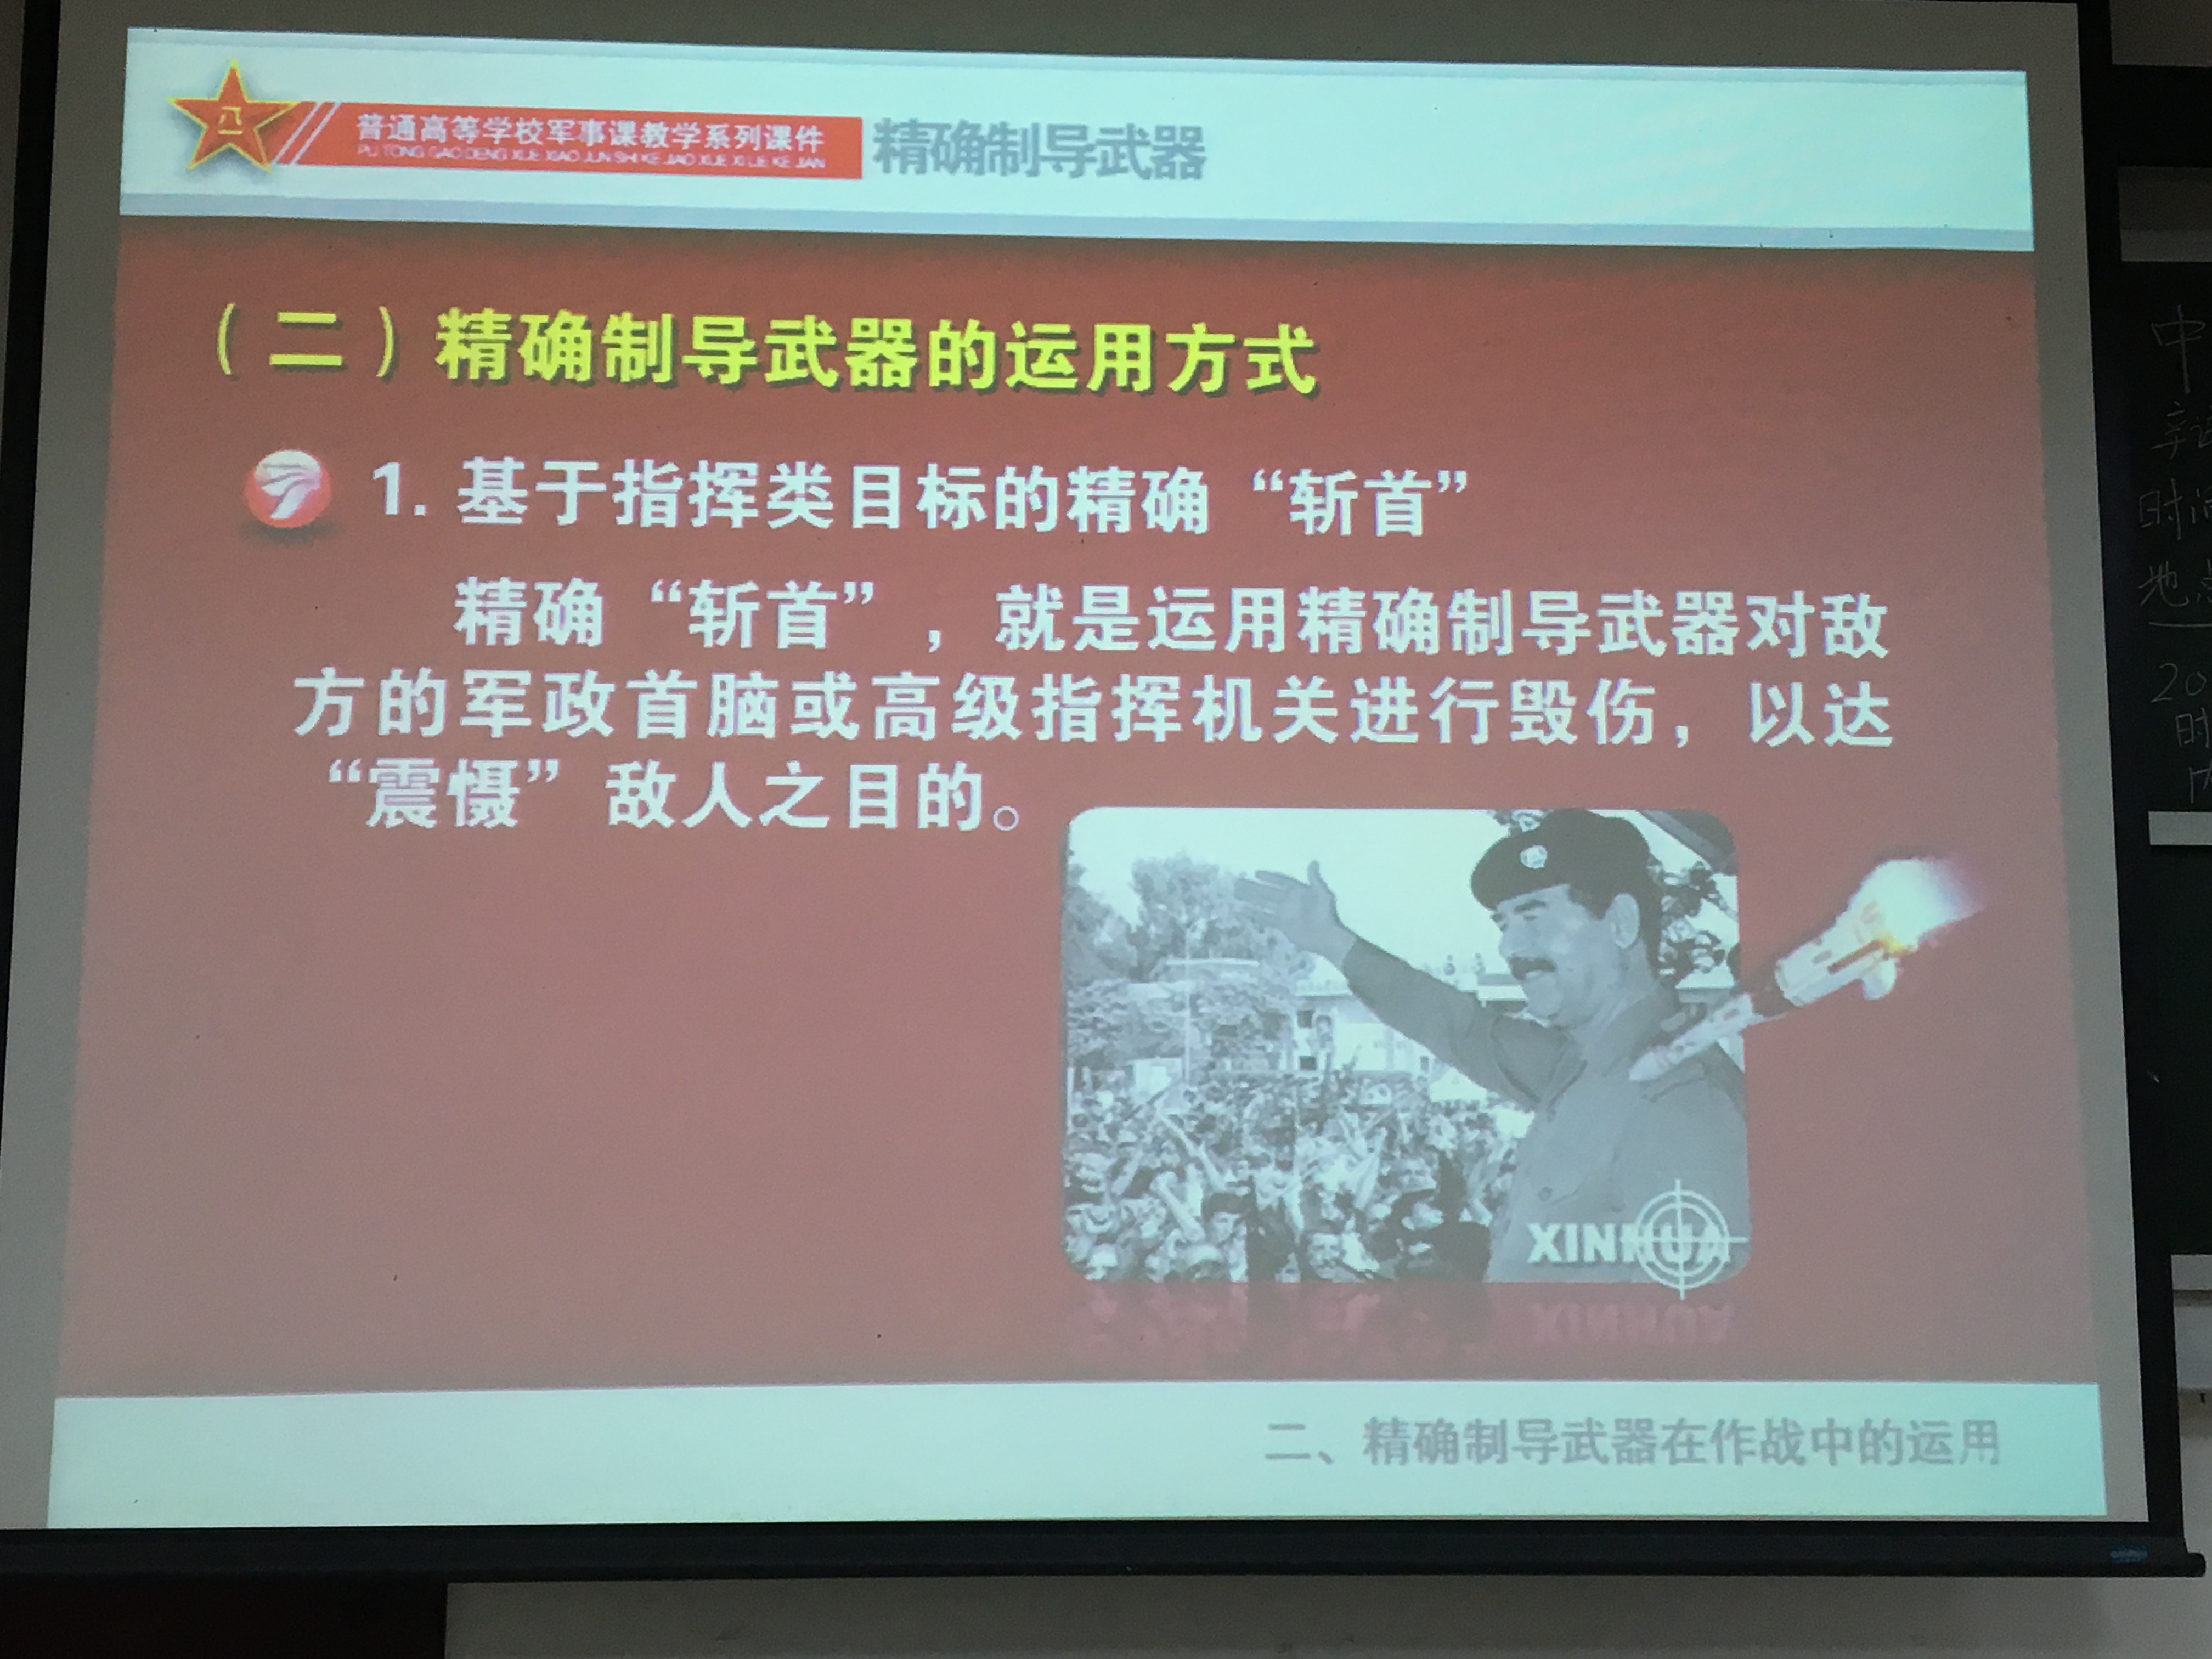 八一
普通高等学校军事课教学系列课件
PU TONG GAO DENG XUE XIAO JUN SHI KE JIAO XUE XI LIE KE JIAN
精确制导武器
（二）精确制导武器的运用方式
1. 基于指挥类目标的精确“斩首”
精确“斩首”，就是运用精确制导武器对敌
方的军政首脑或高级指挥机关进行毁伤，以达
“震慑”敌人之目的。
XINHUA
二、精确制导武器在作战中的运用
中
时间
地点
20
时